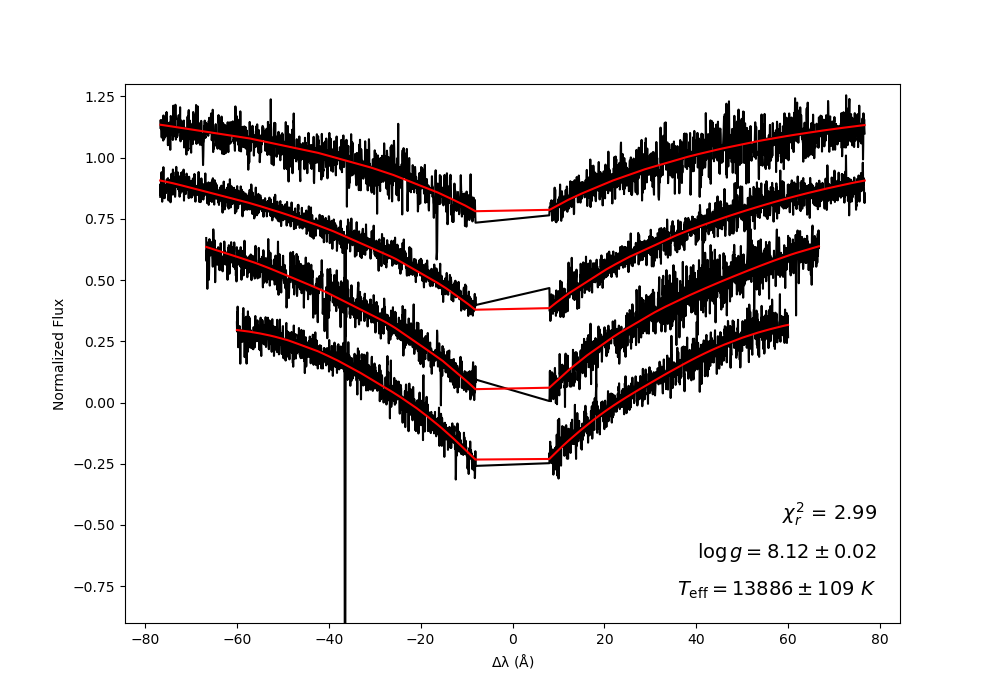 1.25
1.00
0.75
0.50
0.25
0.00
−0.25
−0.50
−0.75
Normalized Flux
χ²ᵣ = 2.99
log g = 8.12 ± 0.02
T_eff = 13886 ± 109 K
−80 −60 −40 −20 0 20 40 60 80
Δλ (Å)